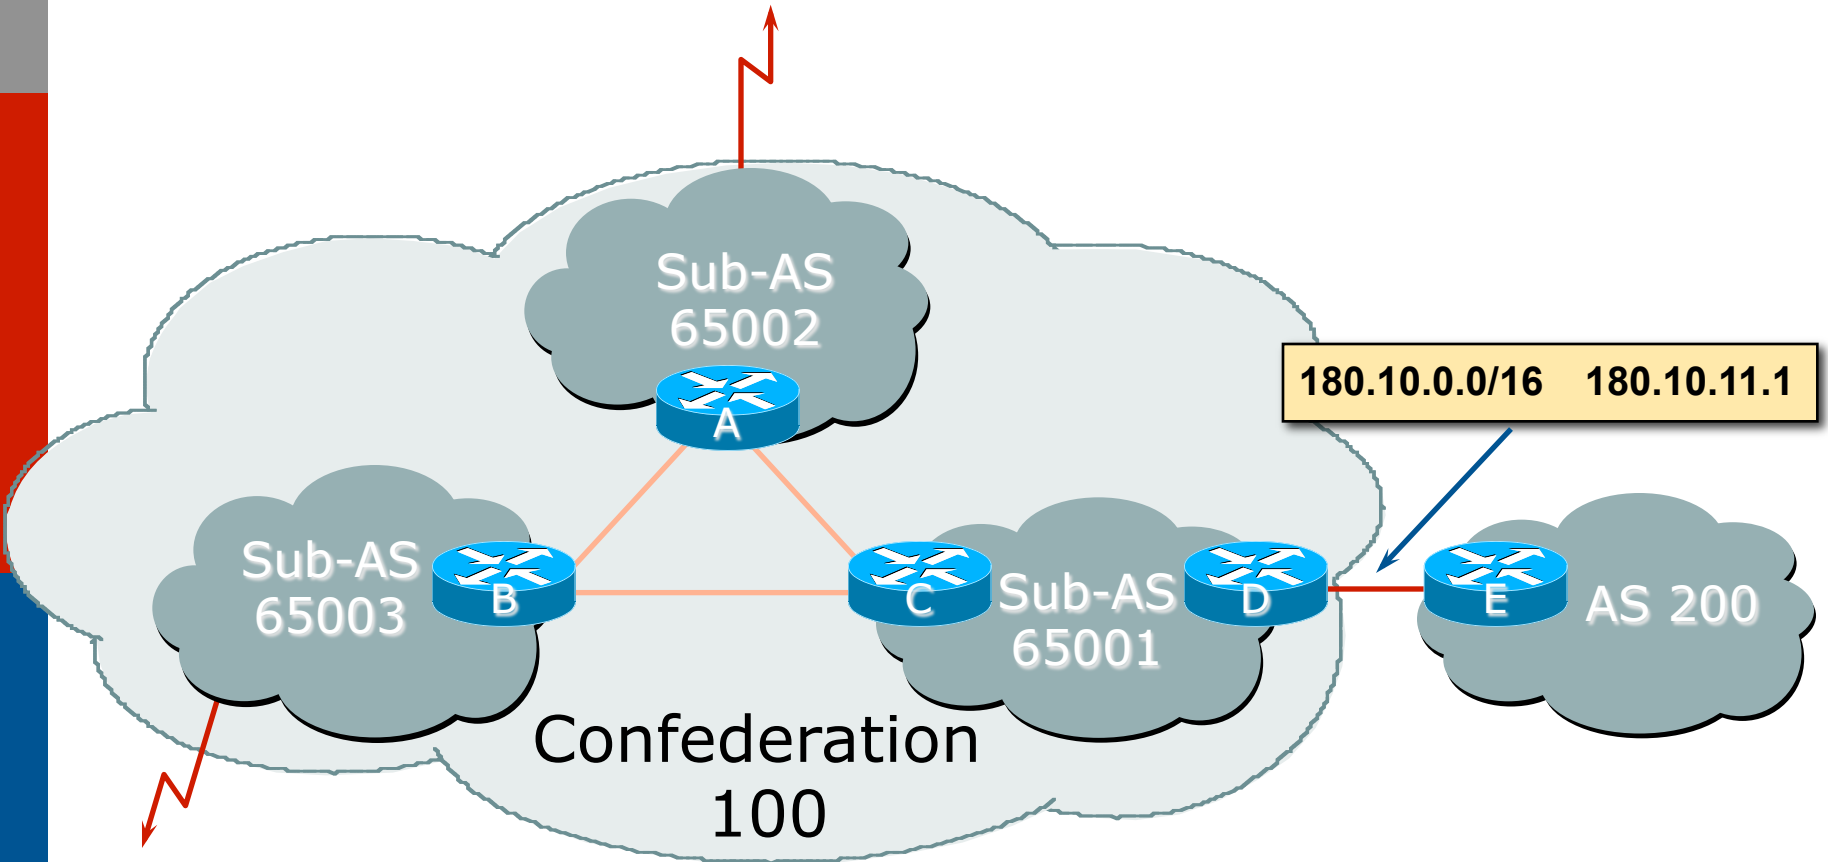 Sub-AS
65002
A
180.10.0.0/16 180.10.11.1
Sub-AS
65003
B
C
Sub-AS
65001
D
E
AS 200
Confederation
100